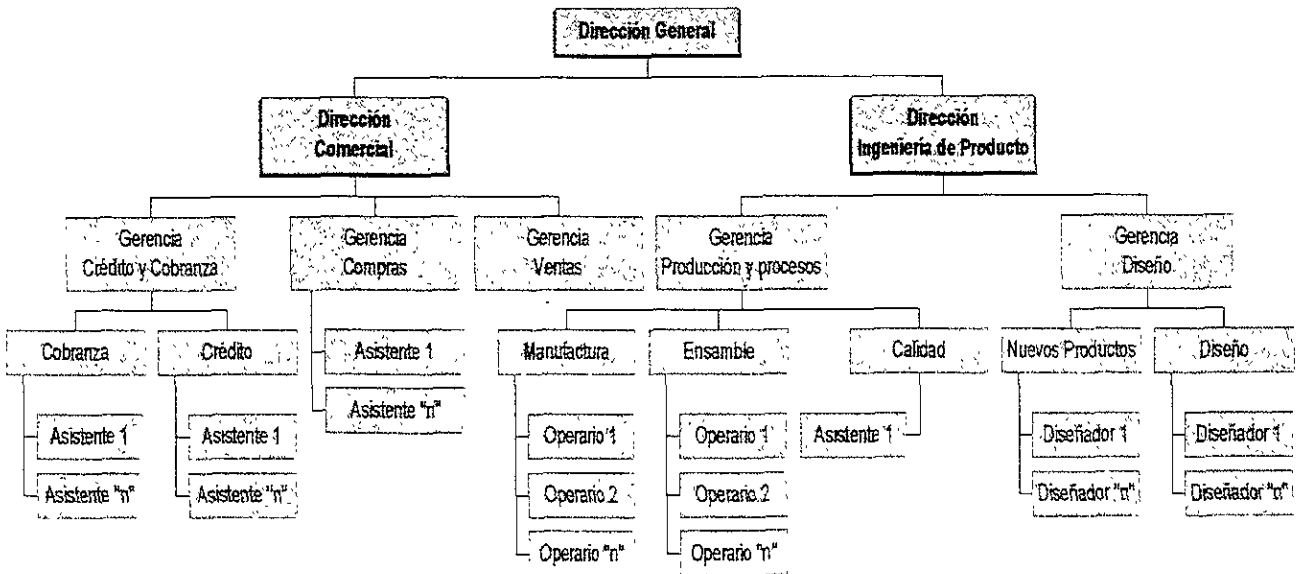 Dirección General
Dirección
Comercial
Dirección
Ingeniería de Producto
Gerencia
Crédito y Cobranza
Gerencia
Compras
Gerencia
Ventas
Gerencia
Producción y procesos
Gerencia
Diseño
Cobranza
Crédito
Asistente 1
Asistente "n"
Manufactura
Ensamble
Calidad
Nuevos Productos
Diseño
Asistente 1
Asistente "n"
Asistente 1
Asistente "n"
Operario 1
Operario 2
Operario "n"
Operario 1
Operario 2
Operario "n"
Asistente 1
Diseñador 1
Diseñador "n"
Diseñador 1
Diseñador "n"